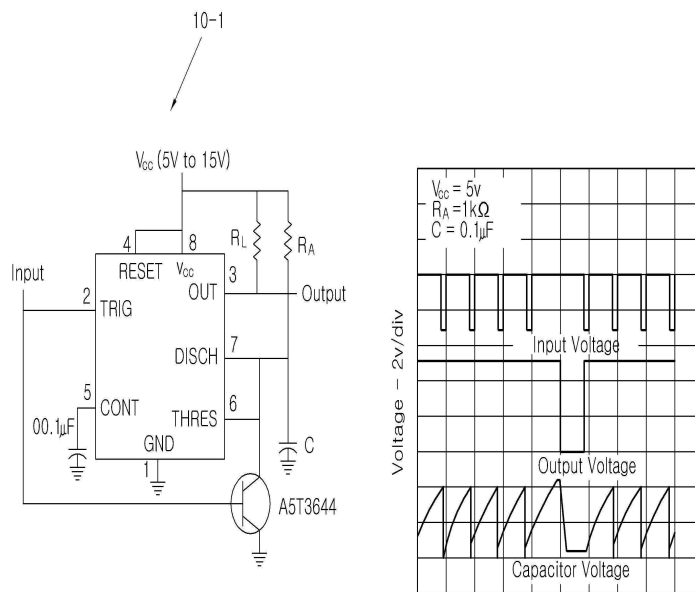 10-1
Vcc (5V to 15V)
4
8
RL
RA
Input
RESET
Vcc
3
OUT
Output
2
TRIG
7
DISCH
5
CONT
6
THRES
00.1μF
GND
1
C
A5T3644
Vcc = 5v
RA = 1kΩ
C = 0.1μF
Input Voltage
Voltage - 2v/div
Output Voltage
Capacitor Voltage